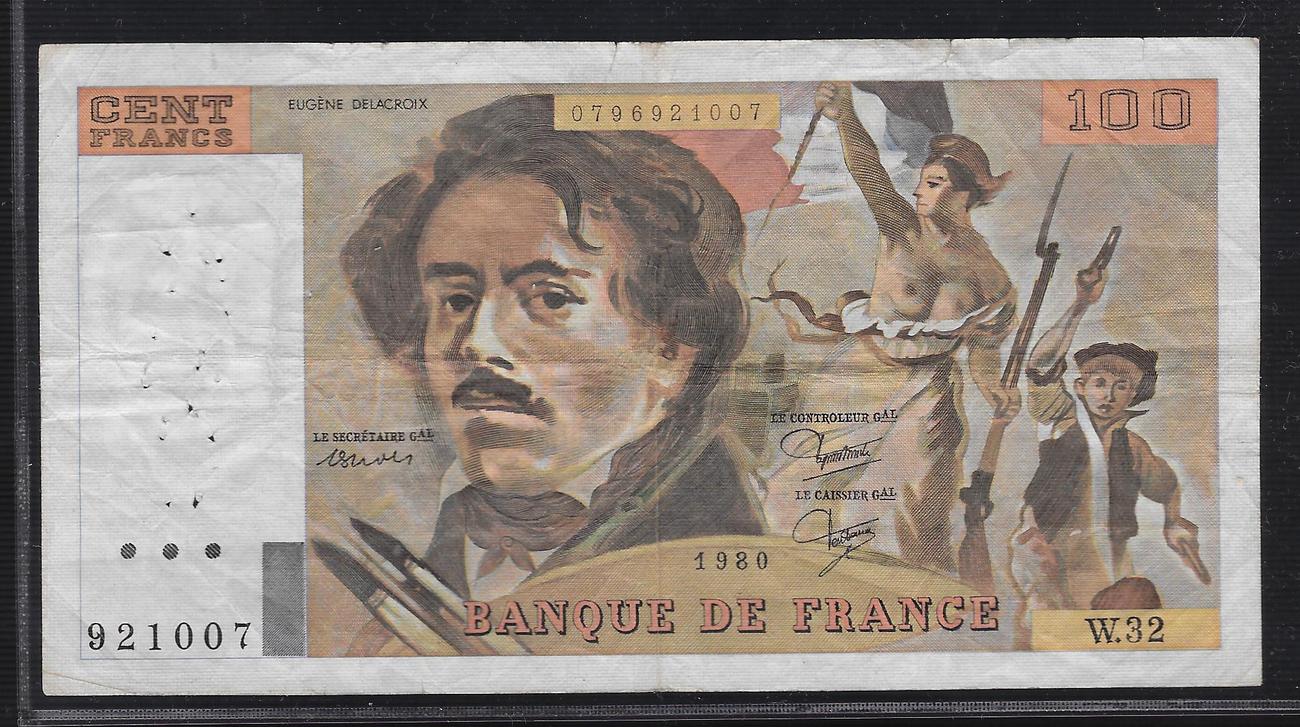 CENT
FRANCS
EUGÈNE DELACROIX
0796921007
100
LE SECRÉTAIRE GAL
LE CONTROLEUR GAL
LE CAISSIER GAL
1980
BANQUE DE FRANCE
921007
W.32